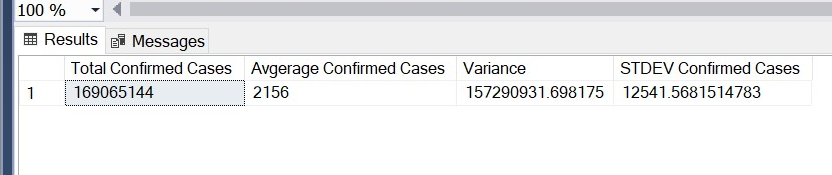 100 %
Results Messages
Total Confirmed Cases Avgerage Confirmed Cases Variance STDEV Confirmed Cases
1 169065144 2156 157290931.698175 12541.5681514783